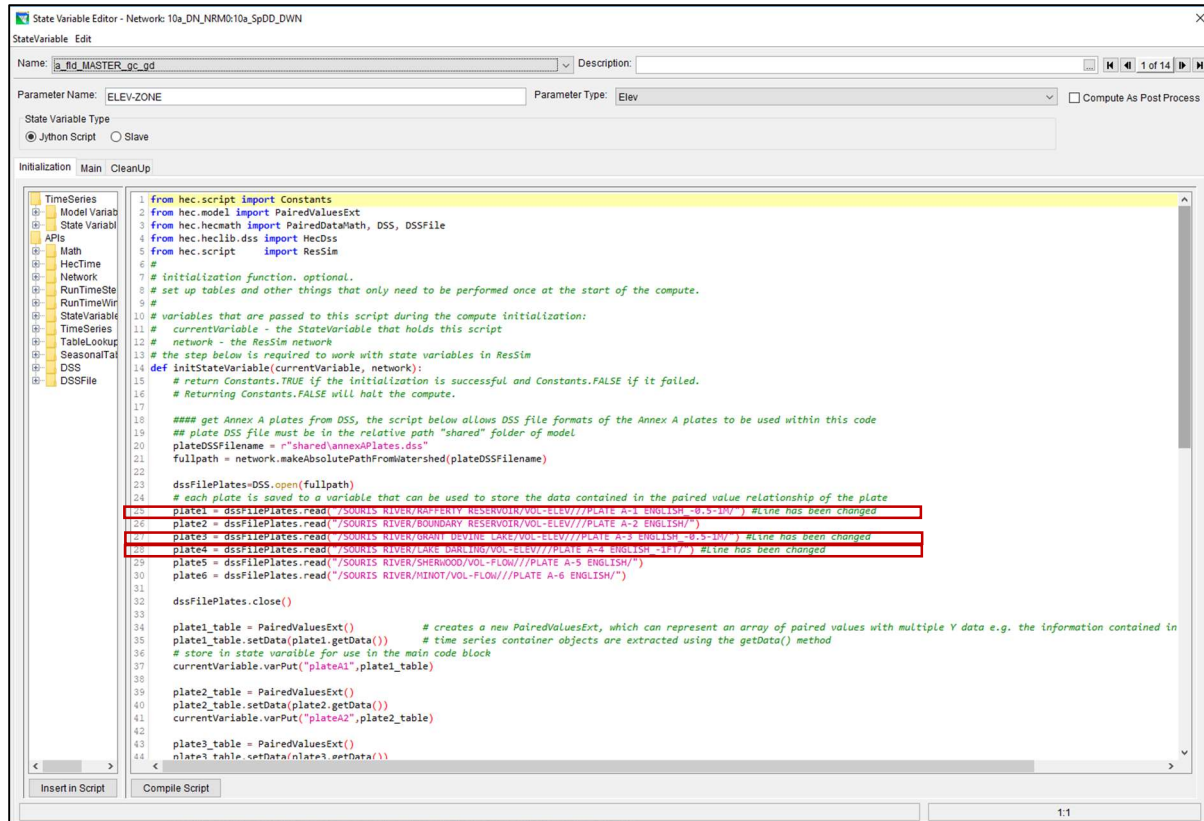 State Variable Editor - Network: 10a_DN_NRM0:10a_SpDD_DWN
StateVariable Edit
Name: a_fld_MASTER_gc_gd Description: ... 1 of 14
Parameter Name: ELEV-ZONE Parameter Type: Elev Compute As Post Process
State Variable Type
Jython Script Slave
Initialization Main CleanUp
TimeSeries
Model Variab
State Variabl
APIs
Math
HecTime
Network
RunTimeSte
RunTimeWin
StateVariable
TimeSeries
TableLookup
SeasonalTal
DSS
DSSFile
1 from hec.script import Constants
2 from hec.model import PairedValuesExt
3 from hec.hecmath import PairedDataMath, DSS, DSSFile
4 from hec.heclib.dss import HecDss
5 from hec.script     import ResSim
6 #
7 # initialization function. optional.
8 # set up tables and other things that only need to be performed once at the start of the compute.
9 #
10 # variables that are passed to this script during the compute initialization:
11 #   currentVariable - the StateVariable that holds this script
12 #   network - the ResSim network
13 # the step below is required to work with state variables in ResSim
14 def initStateVariable(currentVariable, network):
15     # return Constants.TRUE if the initialization is successful and Constants.FALSE if it failed.
16     # Returning Constants.FALSE will halt the compute.
17
18     #### get Annex A plates from DSS, the script below allows DSS file formats of the Annex A plates to be used within this code
19     ## plate DSS file must be in the relative path "shared" folder of model
20     plateDSSFilename = r"shared\annexAPlates.dss"
21     fullpath = network.makeAbsolutePathFromWatershed(plateDSSFilename)
22
23     dssFilePlates=DSS.open(fullpath)
24     # each plate is saved to a variable that can be used to store the data contained in the paired value relationship of the plate
25     plate1 = dssFilePlates.read("/SOURIS RIVER/RAFFERTY RESERVOIR/VOL-ELEV///PLATE A-1 ENGLISH_-0.5-1M/") #Line has been changed
26     plate2 = dssFilePlates.read("/SOURIS RIVER/BOUNDARY RESERVOIR/VOL-ELEV///PLATE A-2 ENGLISH/")
27     plate3 = dssFilePlates.read("/SOURIS RIVER/GRANT DEVINE LAKE/VOL-ELEV///PLATE A-3 ENGLISH_-0.5-1M/") #Line has been changed
28     plate4 = dssFilePlates.read("/SOURIS RIVER/LAKE DARLING/VOL-ELEV///PLATE A-4 ENGLISH_-1FT/") #Line has been changed
29     plate5 = dssFilePlates.read("/SOURIS RIVER/SHERWOOD/VOL-FLOW///PLATE A-5 ENGLISH/")
30     plate6 = dssFilePlates.read("/SOURIS RIVER/MINOT/VOL-FLOW///PLATE A-6 ENGLISH/")
31
32     dssFilePlates.close()
33
34     plate1_table = PairedValuesExt()          # creates a new PairedValuesExt, which can represent an array of paired values with multiple Y data e.g. the information contained in
35     plate1_table.setData(plate1.getData())    # time series container objects are extracted using the getData() method
36     # store in state varaible for use in the main code block
37     currentVariable.varPut("plateA1",plate1_table)
38
39     plate2_table = PairedValuesExt()
40     plate2_table.setData(plate2.getData())
41     currentVariable.varPut("plateA2",plate2_table)
42
43     plate3_table = PairedValuesExt()
44     plate3_table.setData(plate3.getData())
Insert in Script Compile Script
1:1